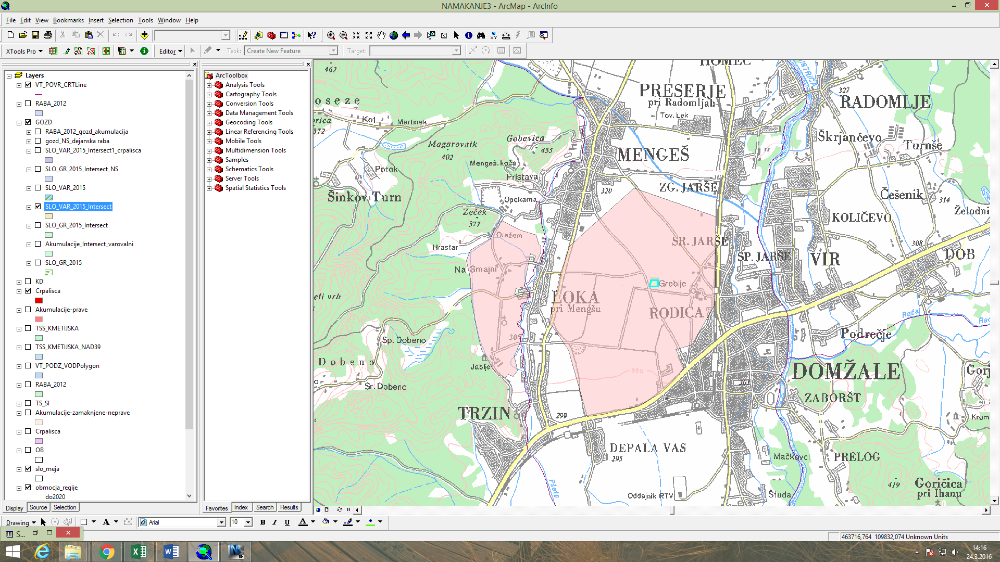 NAMAKANJE3 - ArcMap - ArcInfo
File Edit View Bookmarks Insert Selection Tools Window Help
XTools Pro Editor Task: Create New Feature Target:
Layers
VT_POVR_CRTLine
RABA_2012
GOZD
RABA_2012_gozd_akumulacija
gozd_NS_dejanska raba
SLO_VAR_2015_Intersect1_crpalisca
SLO_GR_2015_Intersect_NS
SLO_VAR_2015
SLO_VAR_2015_Intersect
SLO_GR_2015_Intersect
Akumulacije_Intersect_varovalni
SLO_GR_2015
KD
Crpalisca
Akumulacije-prave
TSS_KMETIJSKA
TSS_KMETIJSKA_NAD39
VT_PODZ_VODPolygon
RABA_2012
TS_SI
Akumulacije-zamaknjene-neprave
Crpalisca
OB
slo_meja
obmocja_regije
do2020
Display Source Selection
ArcToolbox
Analysis Tools
Cartography Tools
Conversion Tools
Data Management Tools
Geocoding Tools
Linear Referencing Tools
Mobile Tools
Multidimension Tools
Samples
Schematics Tools
Server Tools
Spatial Statistics Tools
Favorites Index Search Results
461
HOMEC
BISTRICA
PRESERJE
pri Radomljah
327
RADOMLJE
oseze
Kot
Martinek
Tov. Lek
372
Magarovnik
402
Gobavica
435
Škrjančevo
Turnše
Mengeš. koča
MENGEŠ
Potok
Pristava
320
ZG. JARŠE
Šinkov Turn
Opekarna
Češenik
314
Želodni
Zeček
377
KOLIČEVO
Oražem
Hrastar
SR. JARŠE
308
SP. JARŠE
VIR
DOB
Na Gmajni
Groblje
eli vrh
LOKA
pri Mengšu
RODICA
Rača
Sp. Dobeno
306
Podrečje
Dobeno
Jablje
300
DOMŽALE
Sr. Dobeno
301
ZABORŠT
TRZIN
299
Krum
DEPALA VAS
295
Mačkovci
PRELOG
Pšata
419
Goričica
pri Ihanu
Oddajnik RTV
Študa
Drawing Arial 10 B I U A
S...
463716,764 109832,074 Unknown Units
14:16
24.3.2016